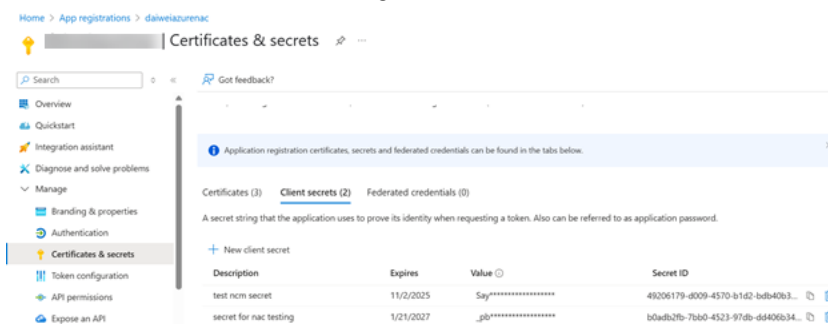 Home > App registrations > daiweiazurenac
| Certificates & secrets
Search
Got feedback?
Overview
Quickstart
Integration assistant
Application registration certificates, secrets and federated credentials can be found in the tabs below.
Diagnose and solve problems
Manage
Certificates (3) Client secrets (2) Federated credentials (0)
Branding & properties
A secret string that the application uses to prove its identity when requesting a token. Also can be referred to as application password.
Authentication
+ New client secret
Certificates & secrets
Description Expires Value Secret ID
Token configuration
test ncm secret 11/2/2025 Say****************** 49206179-d009-4570-b1d2-bdb40b3...
API permissions
secret for nac testing 1/21/2027 _pb****************** b0adb2fb-7bb0-4523-97db-dd406b34...
Expose an API